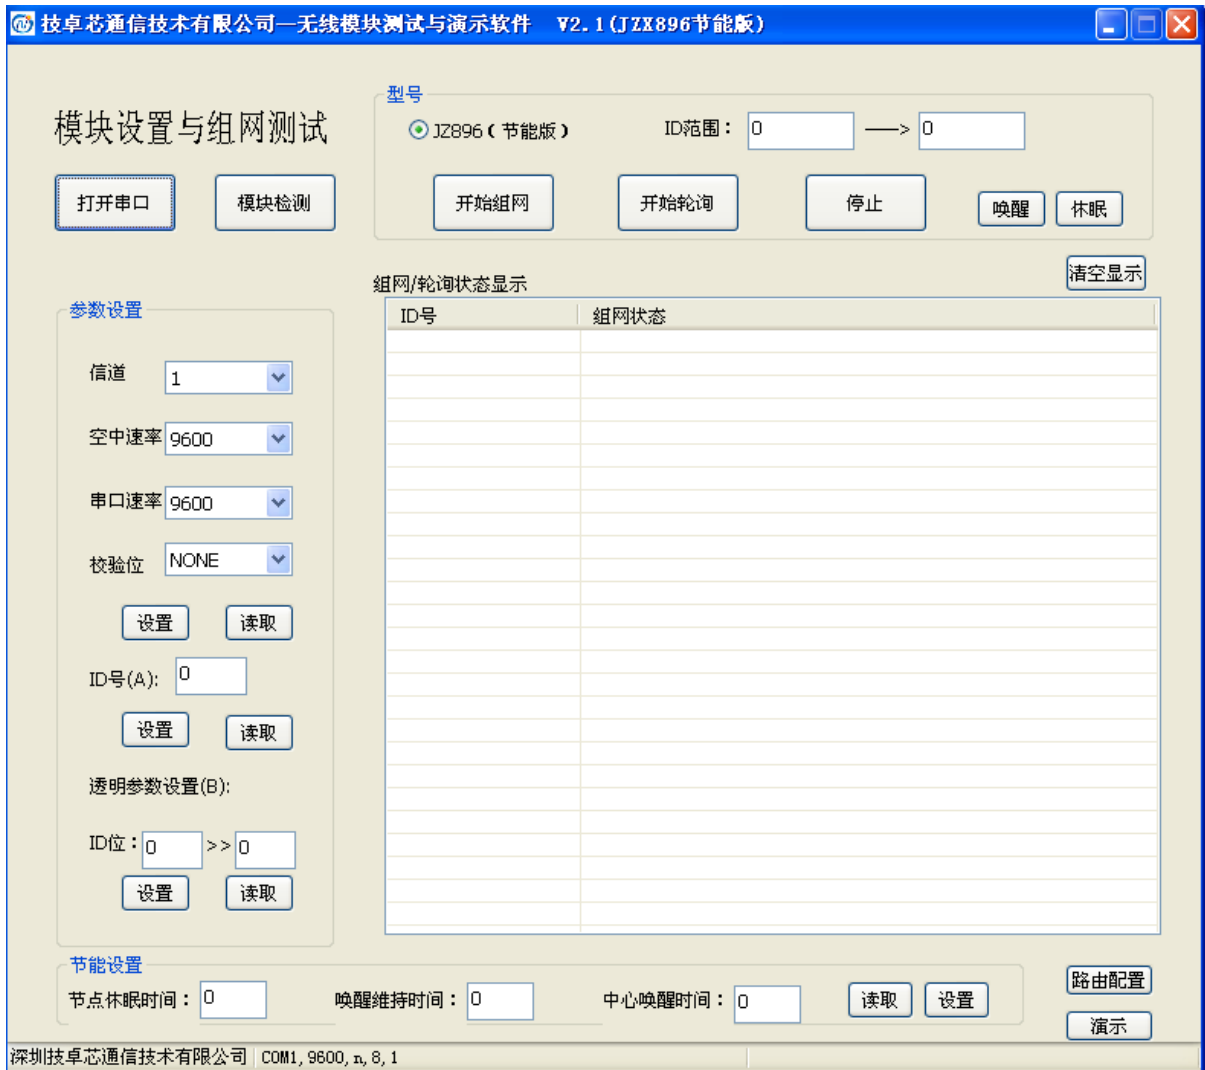 技卓芯通信技术有限公司—无线模块测试与演示软件 V2.1(JZX896节能版)
模块设置与组网测试
打开串口 模块检测
型号
JZ896(节能版) ID范围: 0 ——> 0
开始组网 开始轮询 停止 唤醒 休眠
组网/轮询状态显示 清空显示
ID号 组网状态
参数设置
信道 1
空中速率 9600
串口速率 9600
校验位 NONE
设置 读取
ID号(A): 0
设置 读取
透明参数设置(B):
ID位: 0 >> 0
设置 读取
节能设置
节点休眠时间: 0 唤醒维持时间: 0 中心唤醒时间: 0 读取 设置
路由配置
演示
深圳技卓芯通信技术有限公司 COM1,9600,n,8,1